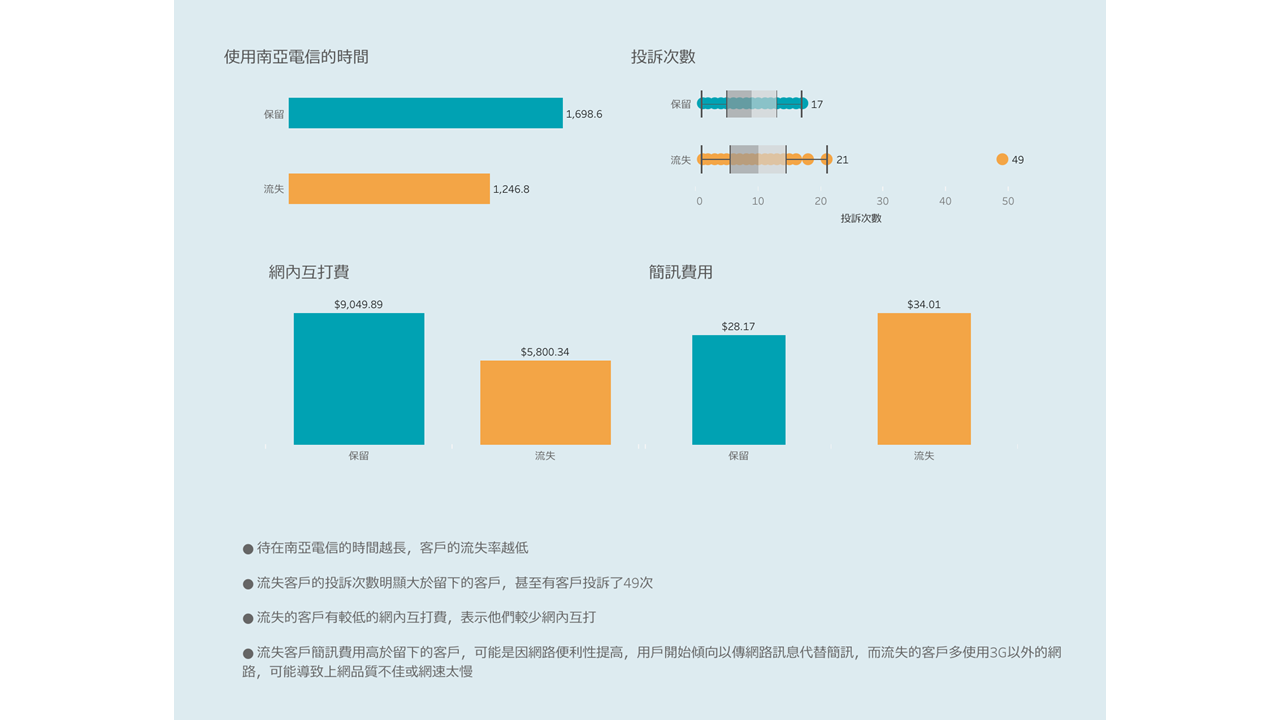 使用南亞電信的時間
保留
1,698.6
流失
1,246.8
投訴次數
保留
17
流失
21
49
0 10 20 30 40 50
投訴次數
網內互打費
$9,049.89
$5,800.34
保留 流失
簡訊費用
$28.17
$34.01
保留 流失
● 待在南亞電信的時間越長，客戶的流失率越低
● 流失客戶的投訴次數明顯大於留下的客戶，甚至有客戶投訴了49次
● 流失的客戶有較低的網內互打費，表示他們較少網內互打
● 流失客戶簡訊費用高於留下的客戶，可能是因網路便利性提高，用戶開始傾向以傳網路訊息代替簡訊，而流失的客戶多使用3G以外的網
路，可能導致上網品質不佳或網速太慢